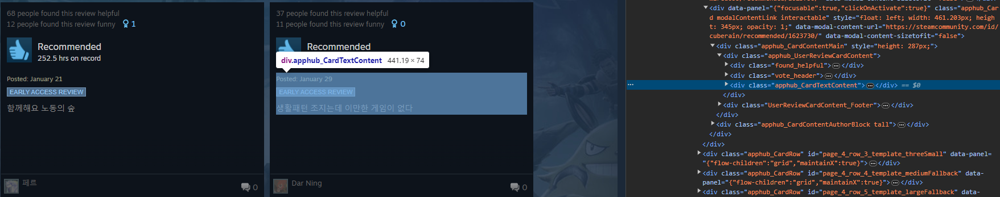 68 people found this review helpful
12 people found this review funny 1
Recommended
252.5 hrs on record
Posted: January 21
EARLY ACCESS REVIEW
함께해요 노동의 숲
페르
0
37 people found this review helpful
11 people found this review funny 0
Recommended
div.apphub_CardTextContent 441.19 × 74
Posted: January 29
EARLY ACCESS REVIEW
생활패턴 조지는데 이만한 게임이 없다
Dar Ning
0
▼<div data-panel="{"focusable":true,"clickOnActivate":true}" class="apphub_Car
d modalContentLink interactable" style="float: left; width: 461.203px; heigh
t: 345px; opacity: 1;" data-modal-content-url="https://steamcommunity.com/id/
cuberain/recommended/1623730/" data-modal-content-sizetofit="false">
▼<div class="apphub_CardContentMain" style="height: 287px;">
▼<div class="apphub_UserReviewCardContent">
▶<div class="found_helpful">…</div>
▶<div class="vote_header">…</div>
… ▶<div class="apphub_CardTextContent">…</div> == $0
</div>
▶<div class="UserReviewCardContent_Footer">…</div>
</div>
▶<div class="apphub_CardContentAuthorBlock tall">…</div>
</div>
</div>
▶<div class="apphub_CardRow" id="page_4_row_3_template_threeSmall" data-panel=
"{"flow-children":"grid","maintainX":true}">…</div>
▶<div class="apphub_CardRow" id="page_4_row_4_template_mediumFallback" data-
panel="{"flow-children":"grid","maintainX":true}">…</div>
▶<div class="apphub_CardRow" id="page_4_row_5_template_largeFallback" data-